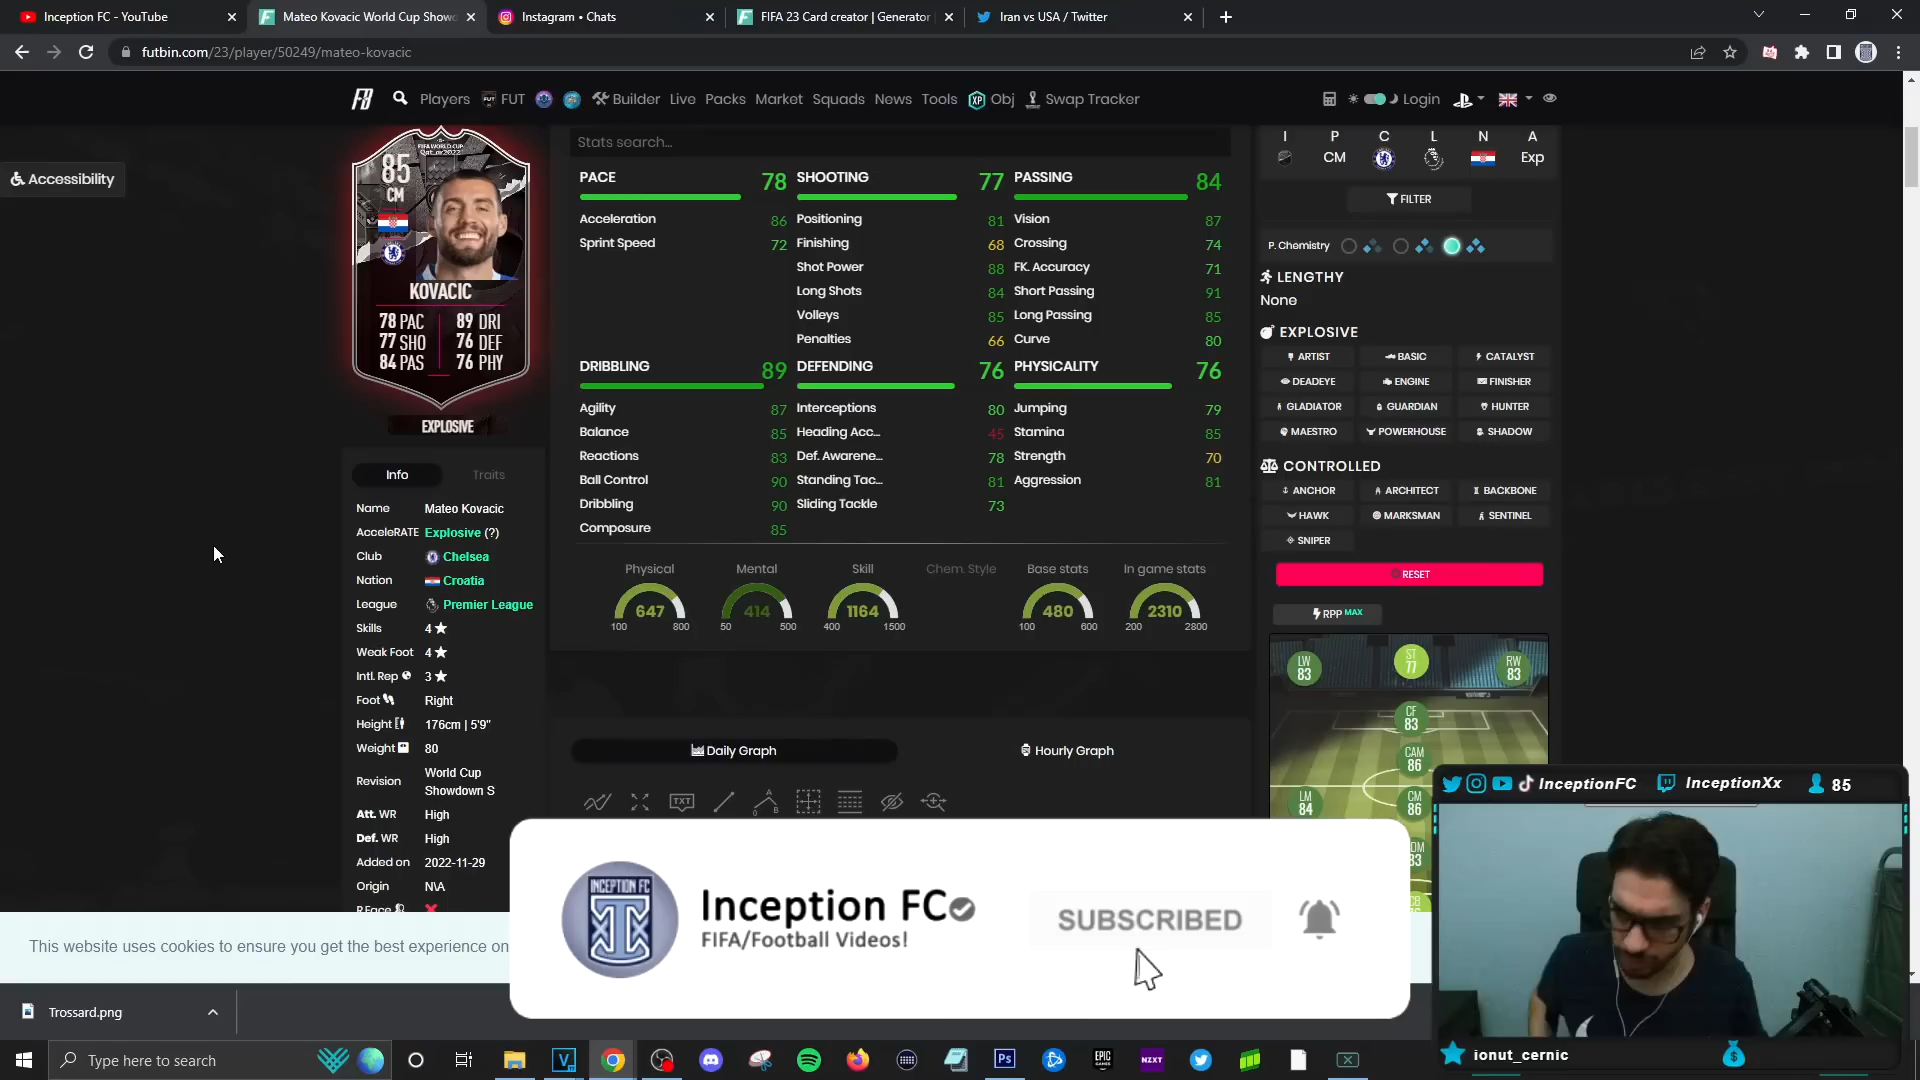 Inception FC - YouTube
Mateo Kovacic World Cup Showd
Instagram • Chats
FIFA 23 Card creator | Generator
Iran vs USA / Twitter
futbin.com/23/player/50249/mateo-kovacic
Players FUT Builder Live Packs Market Squads News Tools XP Obj Swap Tracker Login
Accessibility
FIFA WORLD CUP
Qatar2022
85
CM
KOVACIC
78 PAC 89 DRI
77 SHO 76 DEF
84 PAS 76 PHY
EXPLOSIVE
Info Traits
Name Mateo Kovacic
AcceleRATE Explosive (?)
Club Chelsea
Nation Croatia
League Premier League
Skills 4
Weak Foot 4
Intl. Rep 3
Foot Right
Height 176cm | 5'9"
Weight 80
Revision World Cup Showdown S
Att. WR High
Def. WR High
Added on 2022-11-29
Origin N\A
R.Face
Stats search...
PACE 78
Acceleration 86
Sprint Speed 72
SHOOTING 77
Positioning 81
Finishing 68
Shot Power 88
Long Shots 84
Volleys 85
Penalties 66
PASSING 84
Vision 87
Crossing 74
FK. Accuracy 71
Short Passing 91
Long Passing 85
Curve 80
DRIBBLING 89
Agility 87
Balance 85
Reactions 83
Ball Control 90
Dribbling 90
Composure 85
DEFENDING 76
Interceptions 80
Heading Acc... 45
Def. Awarene... 78
Standing Tac... 81
Sliding Tackle 73
PHYSICALITY 76
Jumping 79
Stamina 85
Strength 70
Aggression 81
Physical Mental Skill Chem. Style Base stats In game stats
647 414 1164 480 2310
100 800 50 500 400 1500 100 600 200 2800
Daily Graph Hourly Graph
TXT
I P C L N A
CM Exp
FILTER
P. Chemistry
LENGTHY
None
EXPLOSIVE
ARTIST BASIC CATALYST
DEADEYE ENGINE FINISHER
GLADIATOR GUARDIAN HUNTER
MAESTRO POWERHOUSE SHADOW
CONTROLLED
ANCHOR ARCHITECT BACKBONE
HAWK MARKSMAN SENTINEL
SNIPER
RESET
RPP MAX
LW 83
ST 77
RW 83
CF 83
CAM 86
LM 84
CM 86
83
InceptionFC InceptionXx 85
ionut_cernic
INCEPTION FC
Inception FC
FIFA/Football Videos!
SUBSCRIBED
This website uses cookies to ensure you get the best experience on
Trossard.png
Type here to search
Ps
EPIC GAMES
NZXT